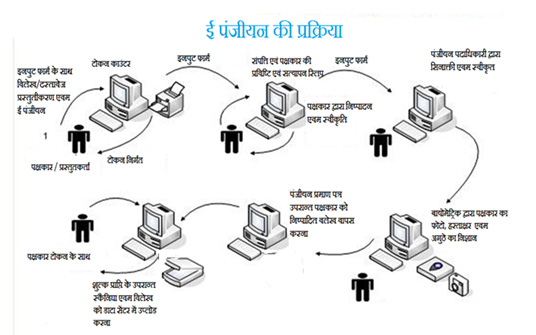 ई पंजीयन की प्रक्रिया
इनपुट फार्म के साथ
विलेख/दस्तावेज
प्रस्तुतीकरण एवम
ई पंजीयन
टोकन काउंटर
इनपुट फार्म
1
पक्षकार / प्रस्तुतकर्ता
टोकन निर्गत
संपत्ति एवं पक्षकार की
प्रविष्टि एवं सत्यापन स्लिप
इनपुट फार्म
पक्षकार द्वारा निष्पादन
एवम स्वीकृति
पंजीयन पदाधिकारी द्वारा
शिनाख्ती एवम स्वीकृत
बायोमेट्रिक द्वारा पक्षकार का
फोटो, हस्ताक्षर एवम
अंगुठे का निशान
पंजीयन प्रमाण पत्र
उपरान्त पक्षकार को
निष्पादित वलेख वापस
करना
पक्षकार टोकन के साथ
शुल्क प्राप्ति के उपरान्त
स्कैनिंग एवम विलेख
को डाटा सेंटर में उप्लोड
करना